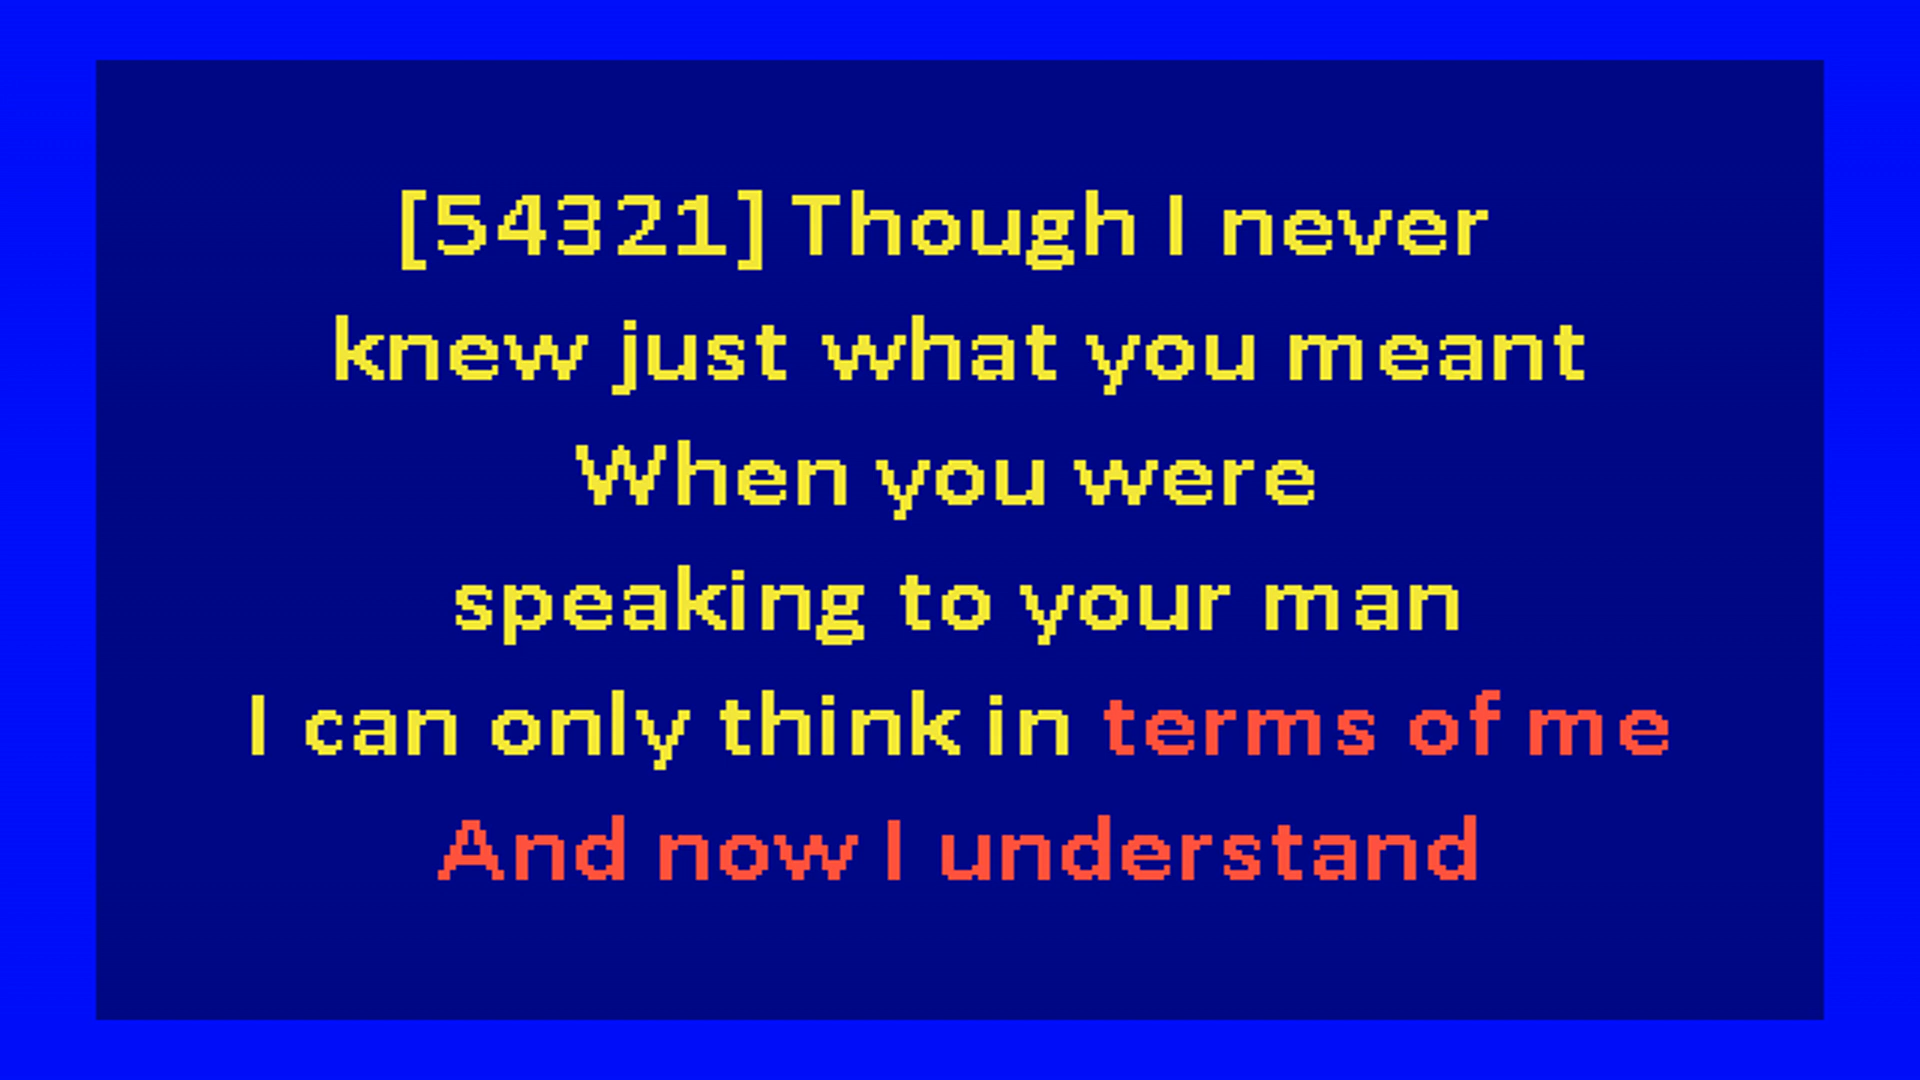 [54321] Though I never
knew just what you meant
When you were
speaking to your man
I can only think in terms of me
And now I understand